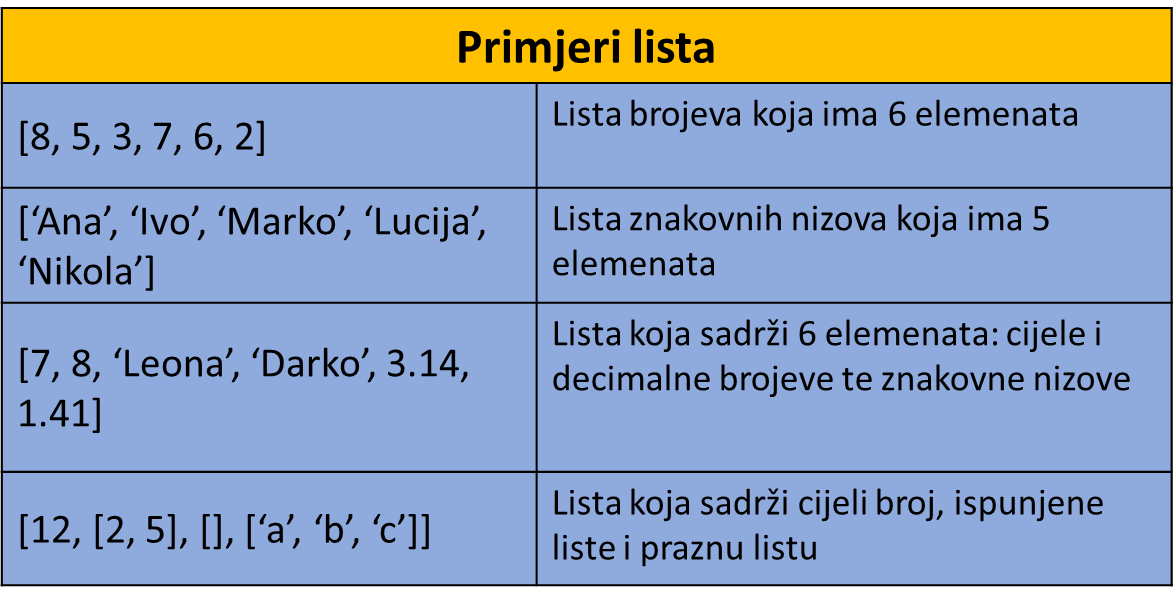 Primjeri lista
[8, 5, 3, 7, 6, 2]
Lista brojeva koja ima 6 elemenata
[‘Ana’, ‘Ivo’, ‘Marko’, ‘Lucija’,
‘Nikola’]
Lista znakovnih nizova koja ima 5
elemenata
[7, 8, ‘Leona’, ‘Darko’, 3.14,
1.41]
Lista koja sadrži 6 elemenata: cijele i
decimalne brojeve te znakovne nizove
[12, [2, 5], [], [‘a’, ‘b’, ‘c’]]
Lista koja sadrži cijeli broj, ispunjene
liste i praznu listu